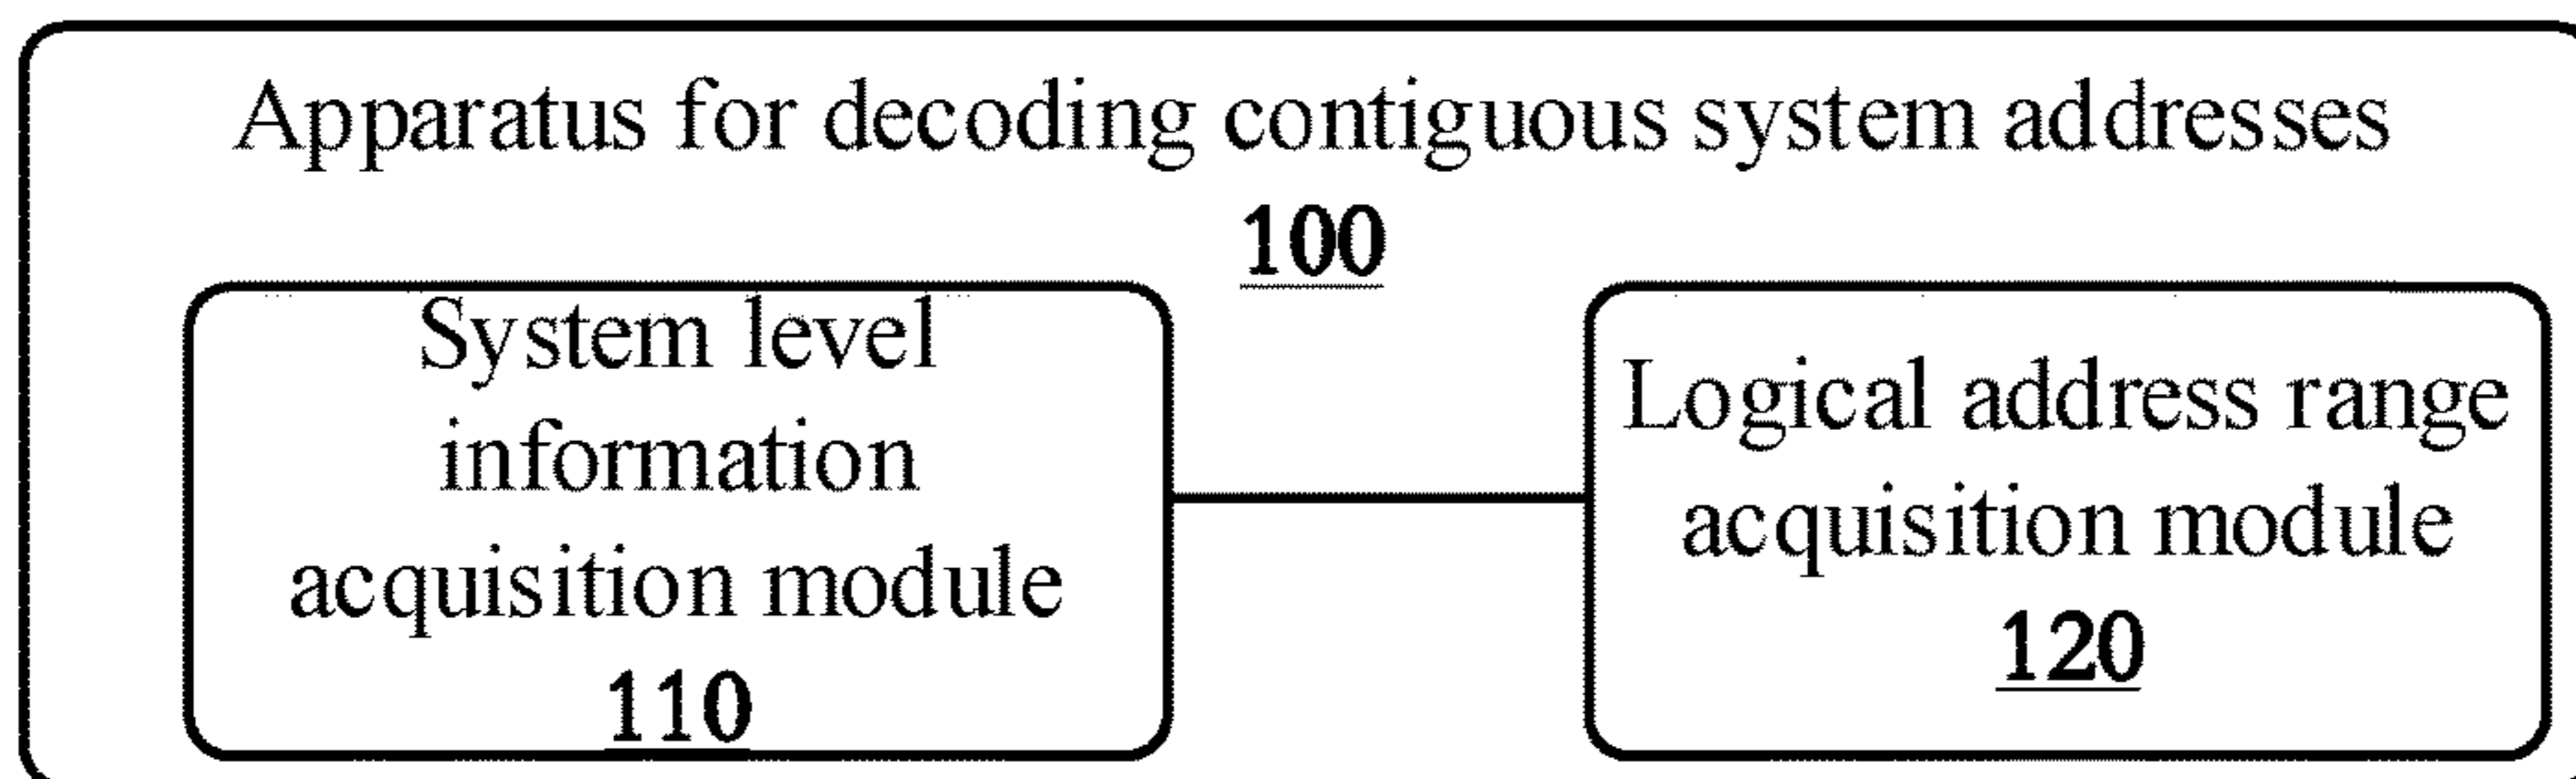 Apparatus for decoding contiguous system addresses
100
System level
information
acquisition module
110
Logical address range
acquisition module
120